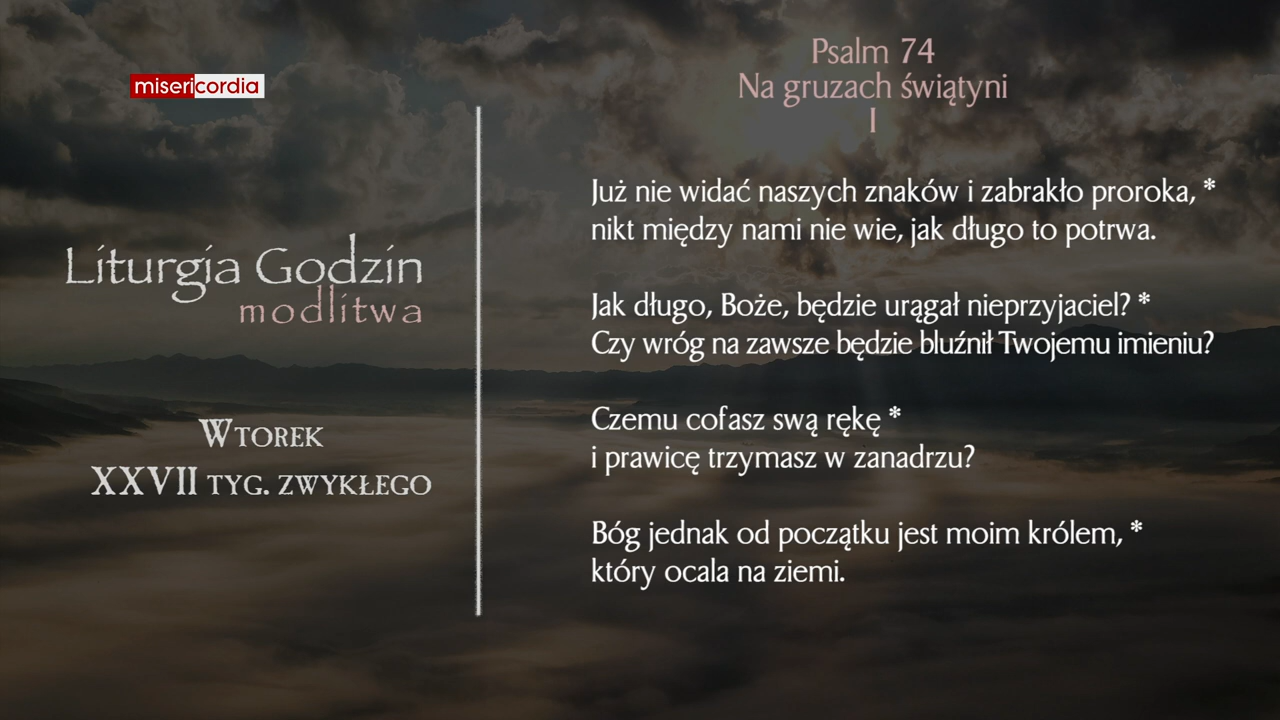 misericordia
Liturgia Godzin
modlitwa
Wtorek
XXVII tyg. zwykłego
Psalm 74
Na gruzach świątyni
I
Już nie widać naszych znaków i zabrakło proroka, *
nikt między nami nie wie, jak długo to potrwa.
Jak długo, Boże, będzie urągał nieprzyjaciel? *
Czy wróg na zawsze będzie bluźnił Twojemu imieniu?
Czemu cofasz swą rękę *
i prawicę trzymasz w zanadrzu?
Bóg jednak od początku jest moim królem, *
który ocala na ziemi.